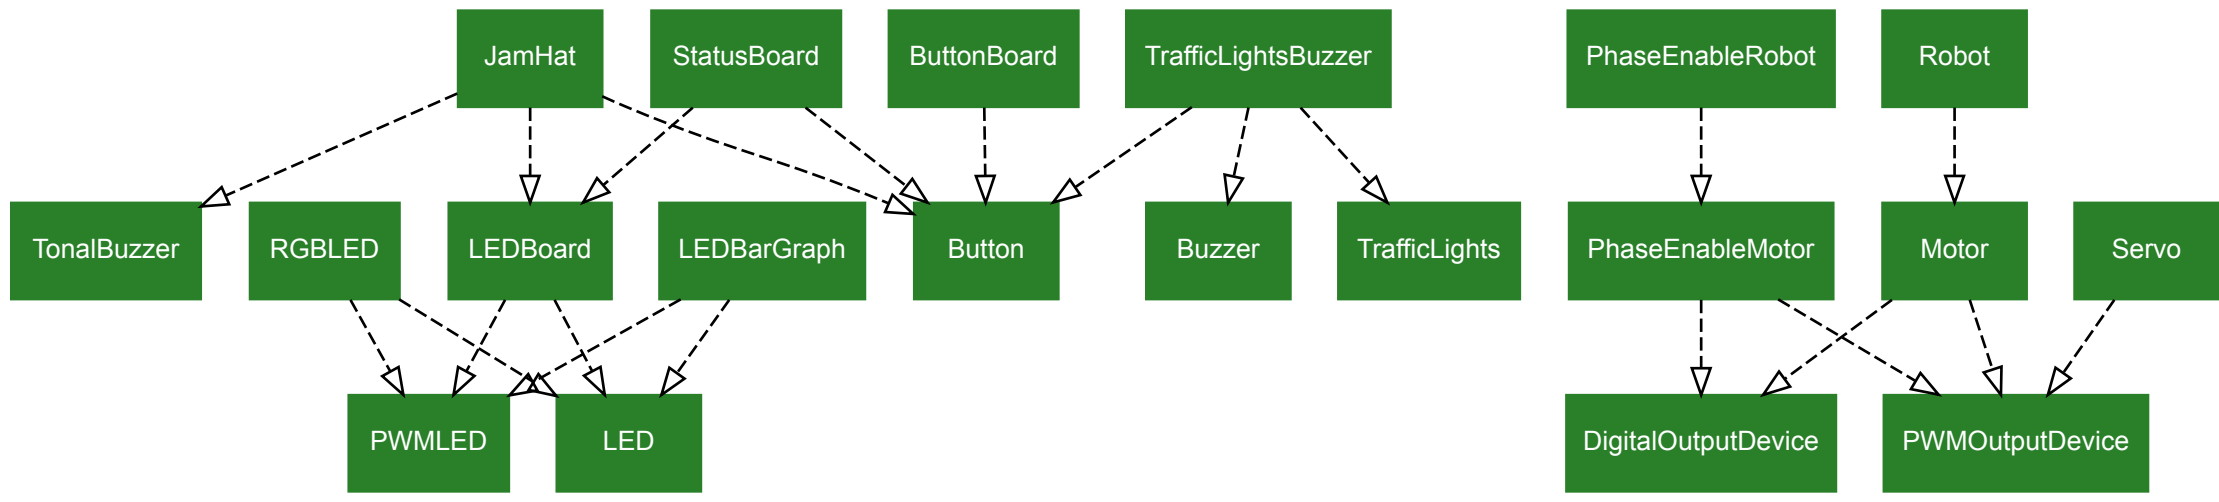 JamHat
StatusBoard
ButtonBoard
TrafficLightsBuzzer
PhaseEnableRobot
Robot
TonalBuzzer
RGBLED
LEDBoard
LEDBarGraph
Button
Buzzer
TrafficLights
PhaseEnableMotor
Motor
Servo
PWMLED
LED
DigitalOutputDevice
PWMOutputDevice